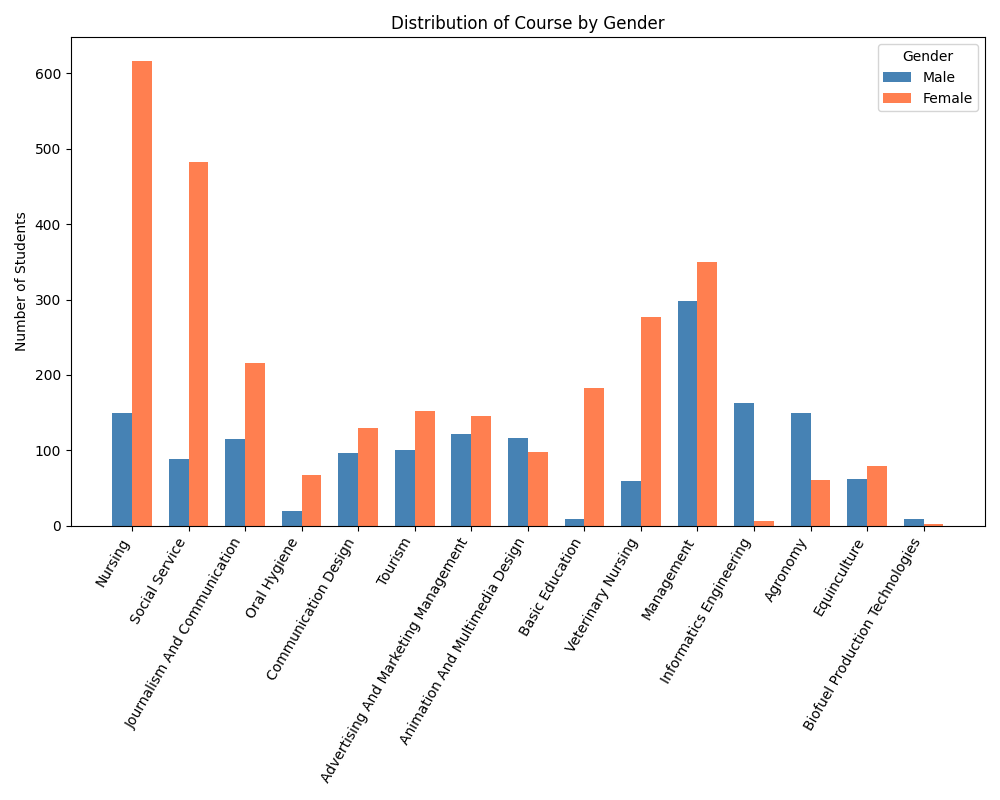 Distribution of Course by Gender
Gender
Male
Female
Number of Students
600
500
400
300
200
100
0
Nursing
Social Service
Journalism And Communication
Oral Hygiene
Communication Design
Tourism
Advertising And Marketing Management
Animation And Multimedia Design
Basic Education
Veterinary Nursing
Management
Informatics Engineering
Agronomy
Equinculture
Biofuel Production Technologies